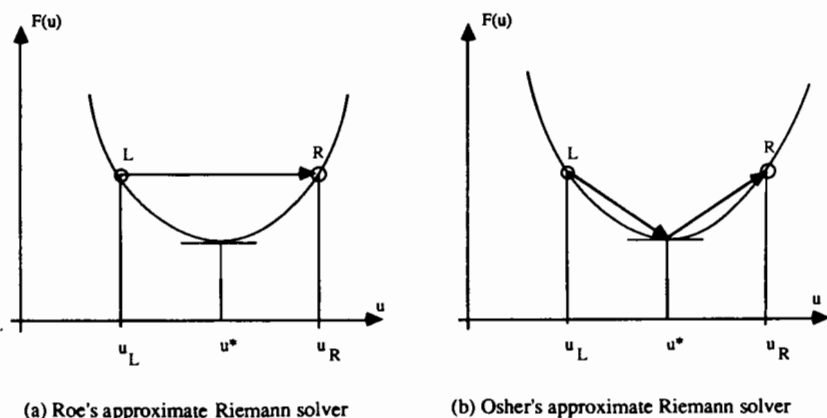 F(u)
L
R
u
u_L
u*
u_R
(a) Roe's approximate Riemann solver
F(u)
L
R
u
u_L
u*
u_R
(b) Osher's approximate Riemann solver